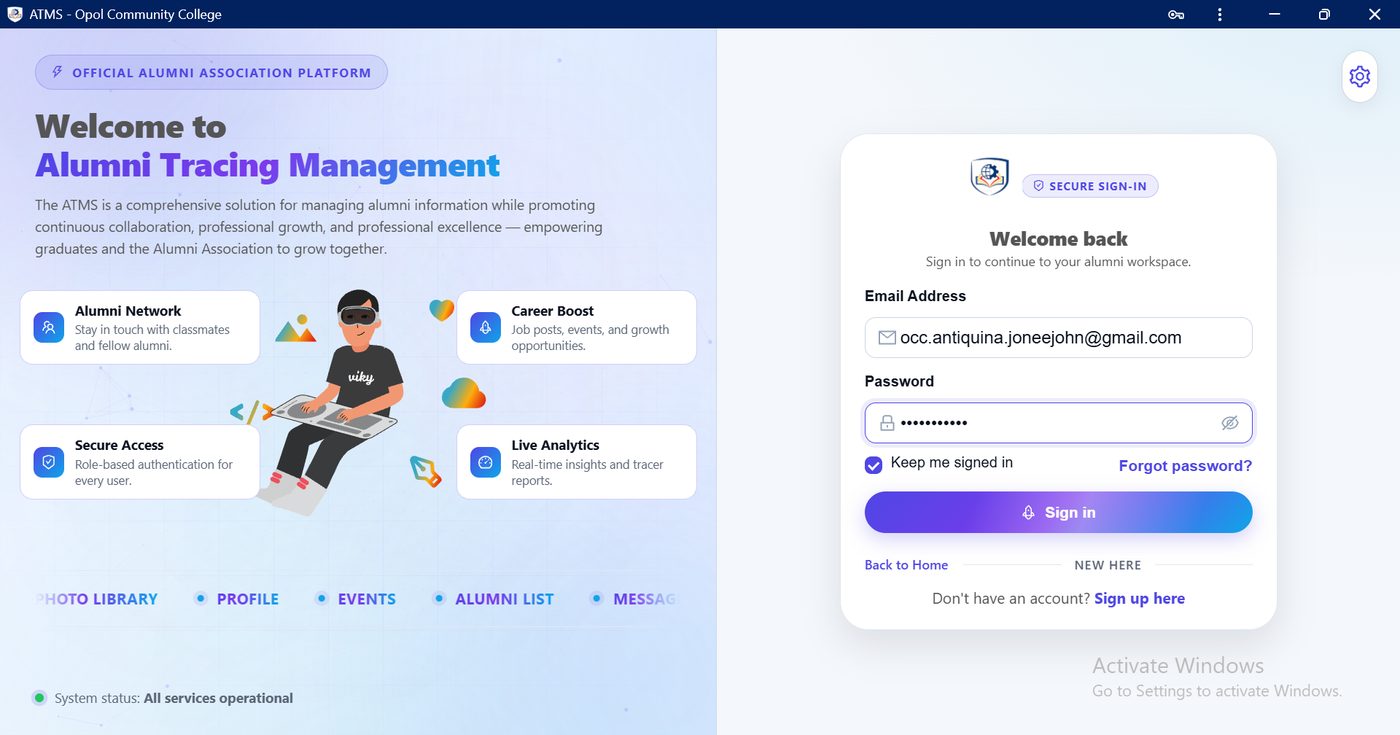 ATMS - Opol Community College
OFFICIAL ALUMNI ASSOCIATION PLATFORM
Welcome to
Alumni Tracing Management
The ATMS is a comprehensive solution for managing alumni information while promoting
continuous collaboration, professional growth, and professional excellence — empowering
graduates and the Alumni Association to grow together.
Alumni Network
Stay in touch with classmates
and fellow alumni.
Career Boost
Job posts, events, and growth
opportunities.
viky
</>
Secure Access
Role-based authentication for
every user.
Live Analytics
Real-time insights and tracer
reports.
PHOTO LIBRARY
PROFILE
EVENTS
ALUMNI LIST
MESSAG
System status: All services operational
SECURE SIGN-IN
Welcome back
Sign in to continue to your alumni workspace.
Email Address
occ.antiquina.joneejohn@gmail.com
Password
•••••••••••
Keep me signed in
Forgot password?
Sign in
Back to Home
NEW HERE
Don't have an account? Sign up here
Activate Windows
Go to Settings to activate Windows.